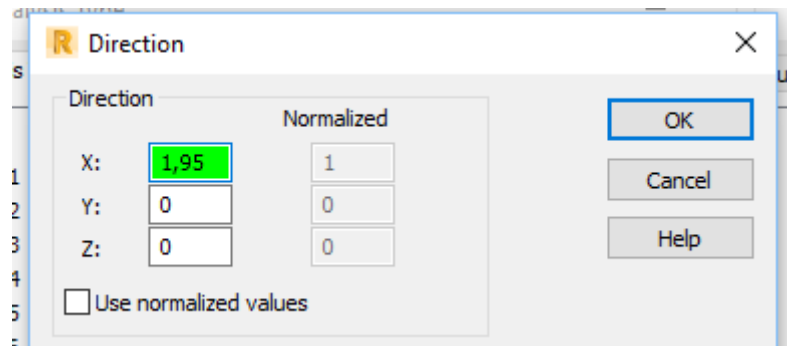 Direction
Direction
Normalized
X: 1,95 1
Y: 0 0
Z: 0 0
Use normalized values
OK
Cancel
Help